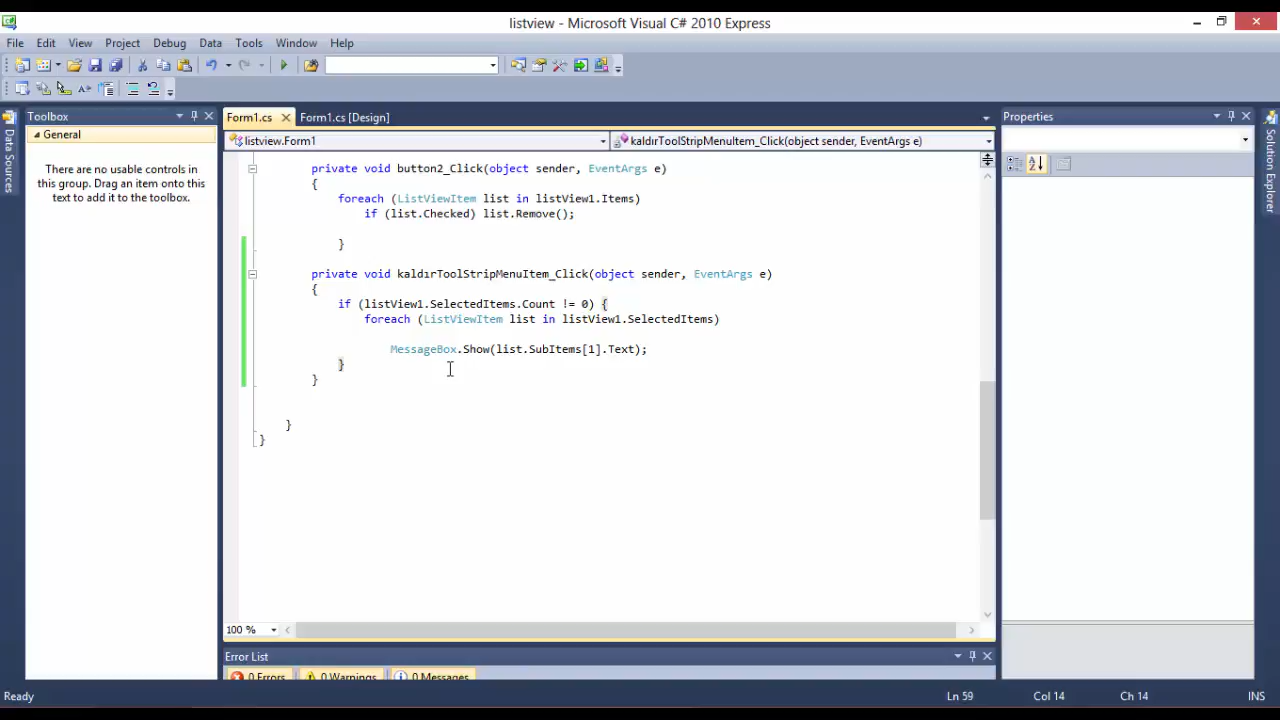 listview - Microsoft Visual C# 2010 Express
File Edit View Project Debug Data Tools Window Help
Toolbox
Form1.cs
Form1.cs [Design]
Properties
General
listview.Form1
kaldırToolStripMenuItem_Click(object sender, EventArgs e)
There are no usable controls in
this group. Drag an item onto this
text to add it to the toolbox.
Data Sources
Solution Explorer
private void button2_Click(object sender, EventArgs e)
{
foreach (ListViewItem list in listView1.Items)
if (list.Checked) list.Remove();
}
private void kaldırToolStripMenuItem_Click(object sender, EventArgs e)
{
if (listView1.SelectedItems.Count != 0) {
foreach (ListViewItem list in listView1.SelectedItems)
MessageBox.Show(list.SubItems[1].Text);
}
}
}
}
100 %
Error List
0 Errors
0 Warnings
0 Messages
Ready
Ln 59
Col 14
Ch 14
INS